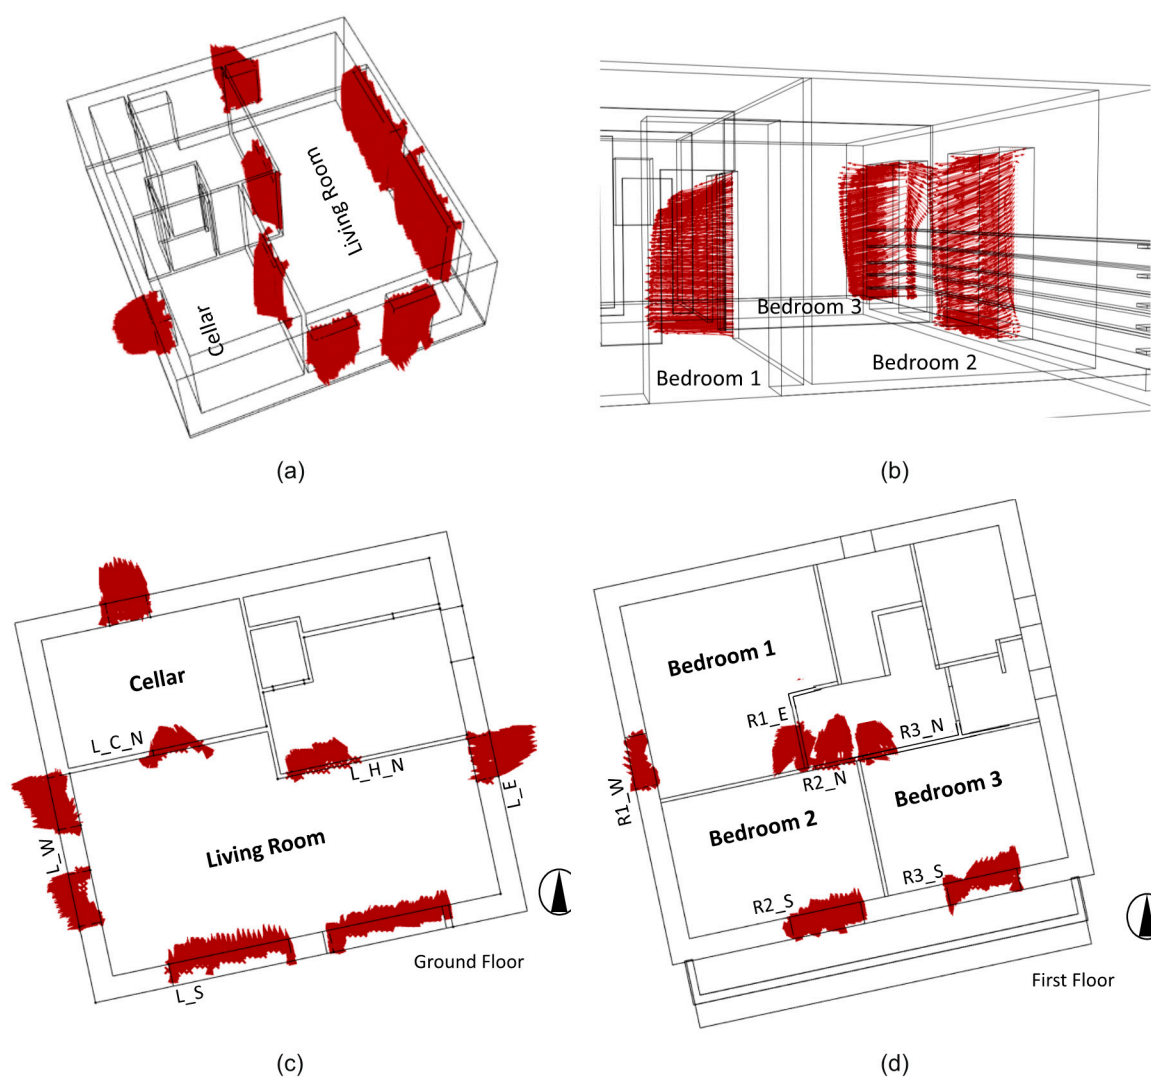 Living Room
Cellar
(a)
Bedroom 3
Bedroom 1
Bedroom 2
(b)
Cellar
L_C_N
L_H_N
L_E
L_W
Living Room
L_S
Ground Floor
(c)
Bedroom 1
R1_E
R3_N
R2_N
R1_W
Bedroom 3
Bedroom 2
R3_S
R2_S
First Floor
(d)